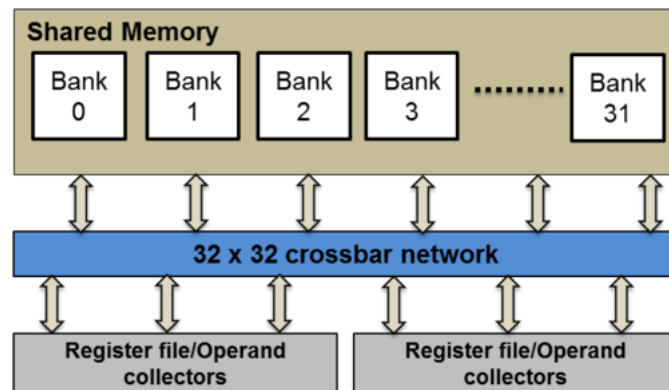 Shared Memory
Bank
0
Bank
1
Bank
2
Bank
3
Bank
31
32 x 32 crossbar network
Register file/Operand
collectors
Register file/Operand
collectors